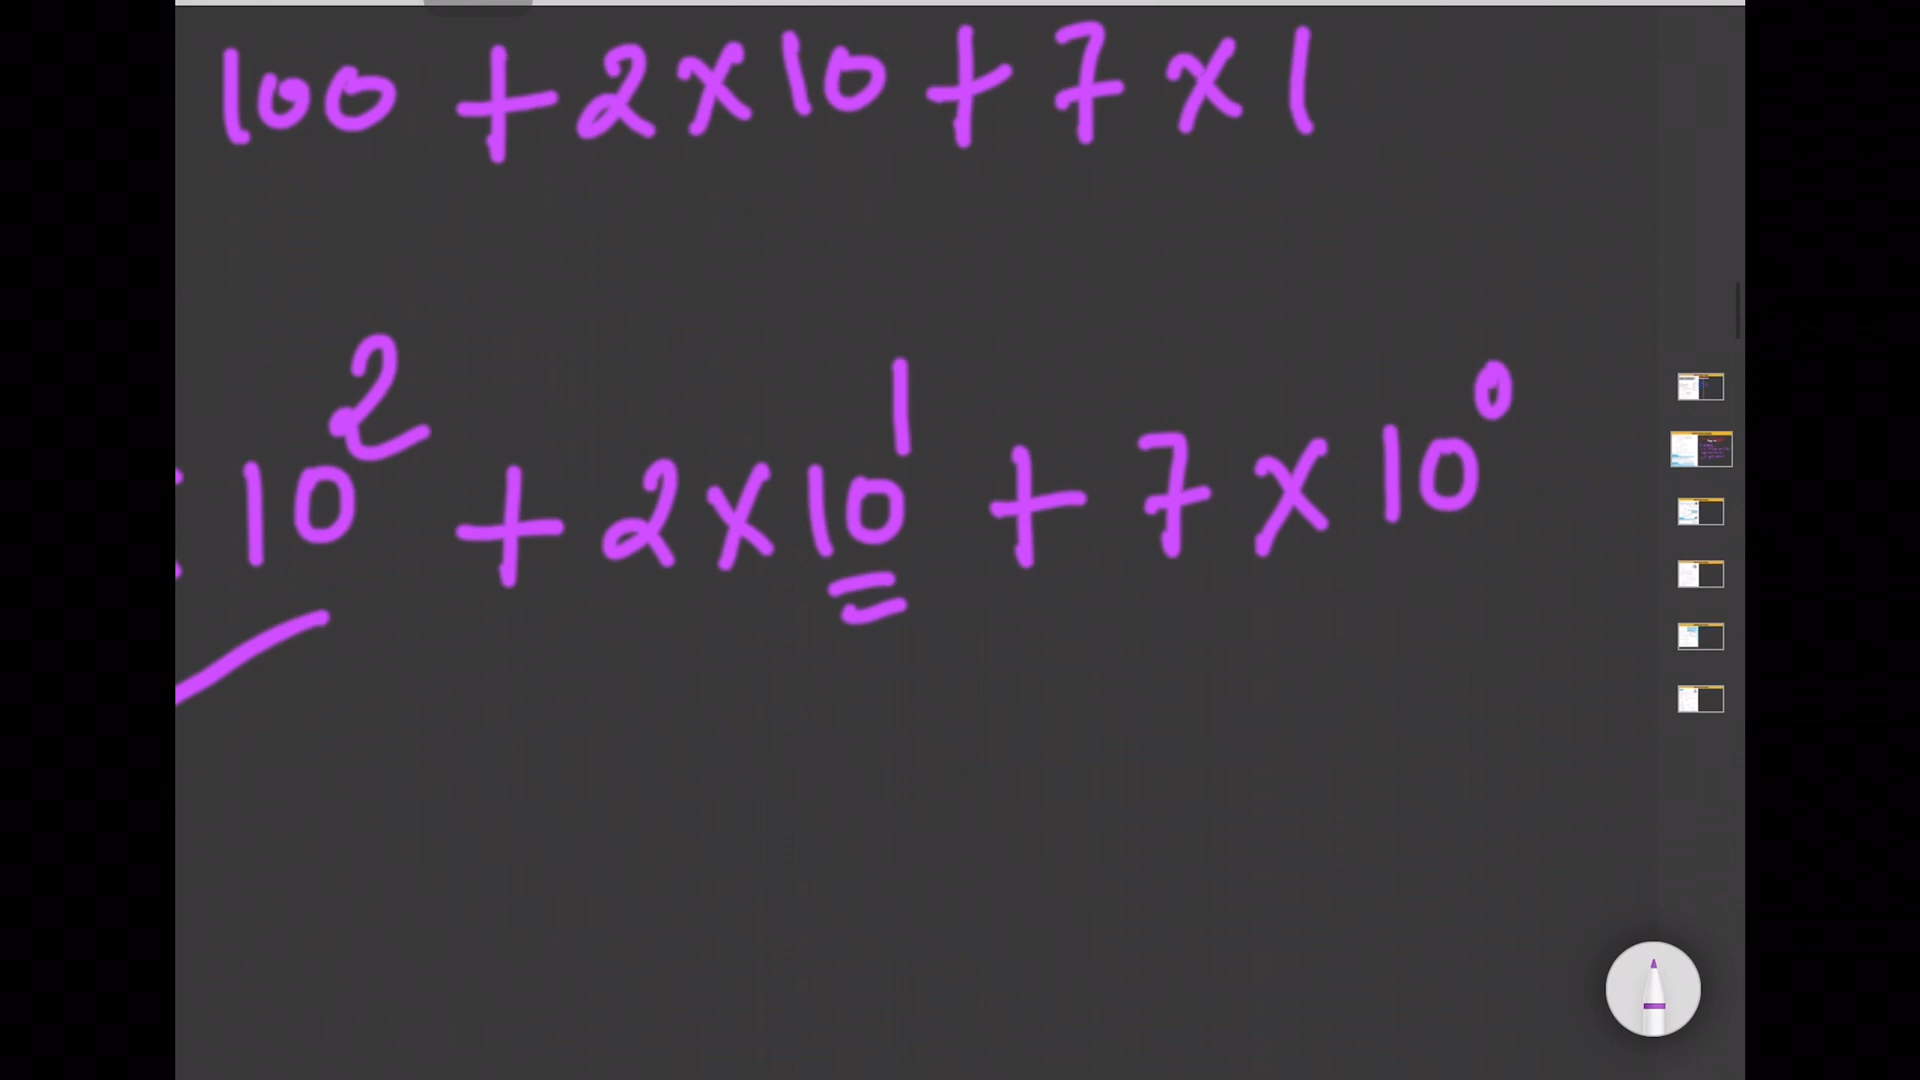 100 + 2 × 10 + 7 × 1
10² + 2 × 10¹ + 7 × 10⁰